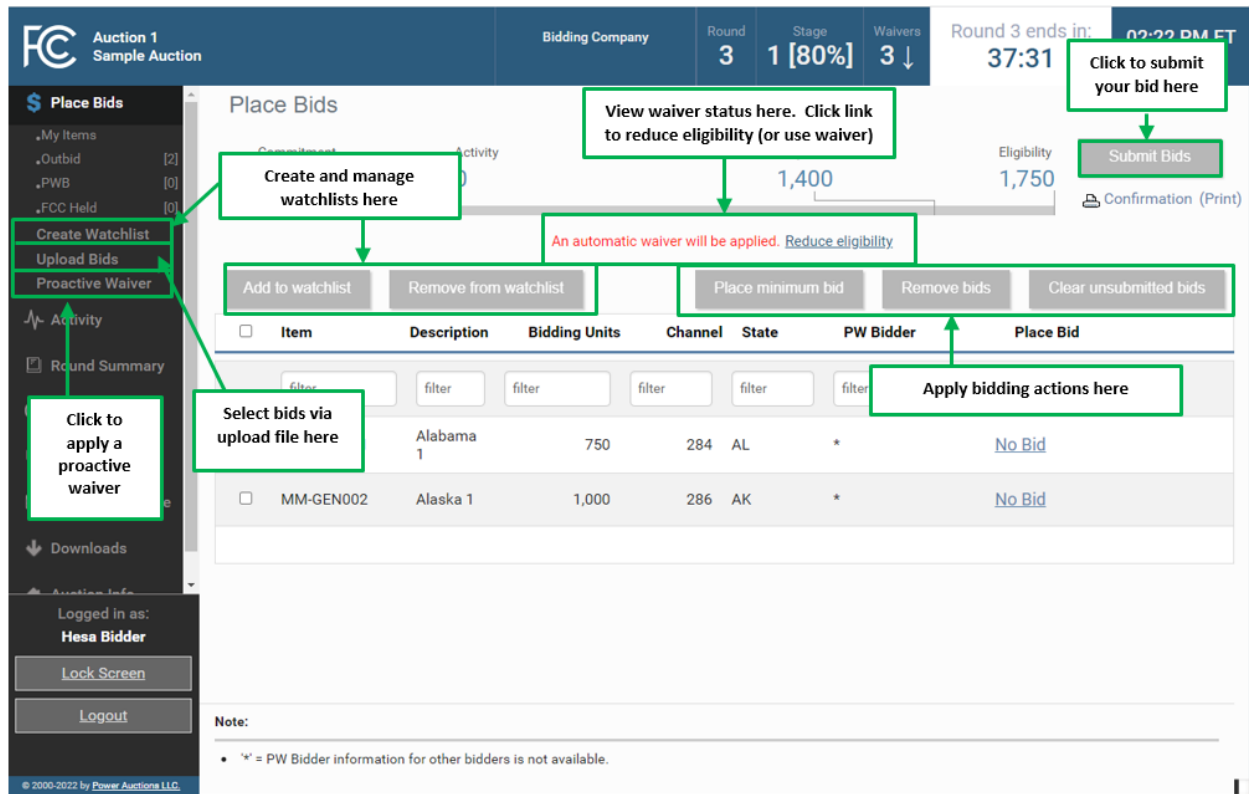 FCC
Auction 1
Sample Auction
Bidding Company
Round
3
Stage
1 [80%]
Waivers
3 ↓
Round 3 ends in:
37:31
02:22 PM ET
Click to submit
your bid here
$ Place Bids
My Items
Outbid [2]
PWB [0]
FCC Held [0]
Create Watchlist
Upload Bids
Proactive Waiver
Activity
Round Summary
Downloads
Auction Info
Click to
apply a
proactive
waiver
Place Bids
View waiver status here. Click link
to reduce eligibility (or use waiver)
Commitment
Activity
Create and manage
watchlists here
1,400
Eligibility
1,750
Submit Bids
Confirmation (Print)
An automatic waiver will be applied. Reduce eligibility
Add to watchlist
Remove from watchlist
Place minimum bid
Remove bids
Clear unsubmitted bids
Item Description Bidding Units Channel State PW Bidder Place Bid
filter filter filter filter filter filter
Apply bidding actions here
Select bids via
upload file here
Alabama
1
750 284 AL * No Bid
MM-GEN002 Alaska 1 1,000 286 AK * No Bid
Logged in as:
Hesa Bidder
Lock Screen
Logout
© 2000-2022 by Power Auctions LLC.
Note:
• '*' = PW Bidder information for other bidders is not available.